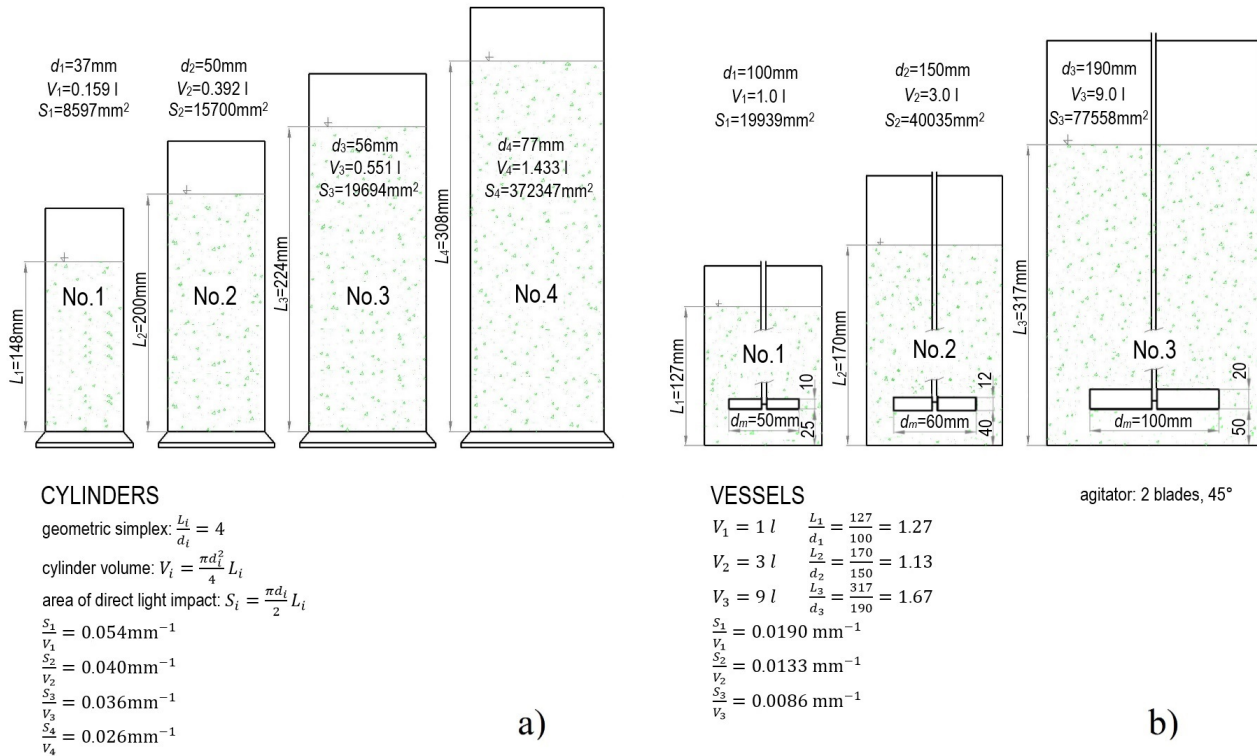 d₁=37mm
V₁=0.159 l
S₁=8597mm²
d₂=50mm
V₂=0.392 l
S₂=15700mm²
d₃=56mm
V₃=0.551 l
S₃=19694mm²
d₄=77mm
V₄=1.433 l
S₄=372347mm²
L₁=148mm
No.1
L₂=200mm
No.2
L₃=224mm
No.3
L₄=308mm
No.4
CYLINDERS
geometric simplex: Lᵢ/dᵢ = 4
cylinder volume: Vᵢ = πdᵢ²/4 Lᵢ
area of direct light impact: Sᵢ = πdᵢ/2 Lᵢ
S₁/V₁ = 0.054mm⁻¹
S₂/V₂ = 0.040mm⁻¹
S₃/V₃ = 0.036mm⁻¹
S₄/V₄ = 0.026mm⁻¹
a)
d₁=100mm
V₁=1.0 l
S₁=19939mm²
d₂=150mm
V₂=3.0 l
S₂=40035mm²
d₃=190mm
V₃=9.0 l
S₃=77558mm²
L₁=127mm
No.1
dₘ=50mm
10
25
L₂=170mm
No.2
dₘ=60mm
12
40
L₃=317mm
No.3
dₘ=100mm
20
50
VESSELS
agitator: 2 blades, 45°
V₁ = 1 l L₁/d₁ = 127/100 = 1.27
V₂ = 3 l L₂/d₂ = 170/150 = 1.13
V₃ = 9 l L₃/d₃ = 317/190 = 1.67
S₁/V₁ = 0.0190 mm⁻¹
S₂/V₂ = 0.0133 mm⁻¹
S₃/V₃ = 0.0086 mm⁻¹
b)